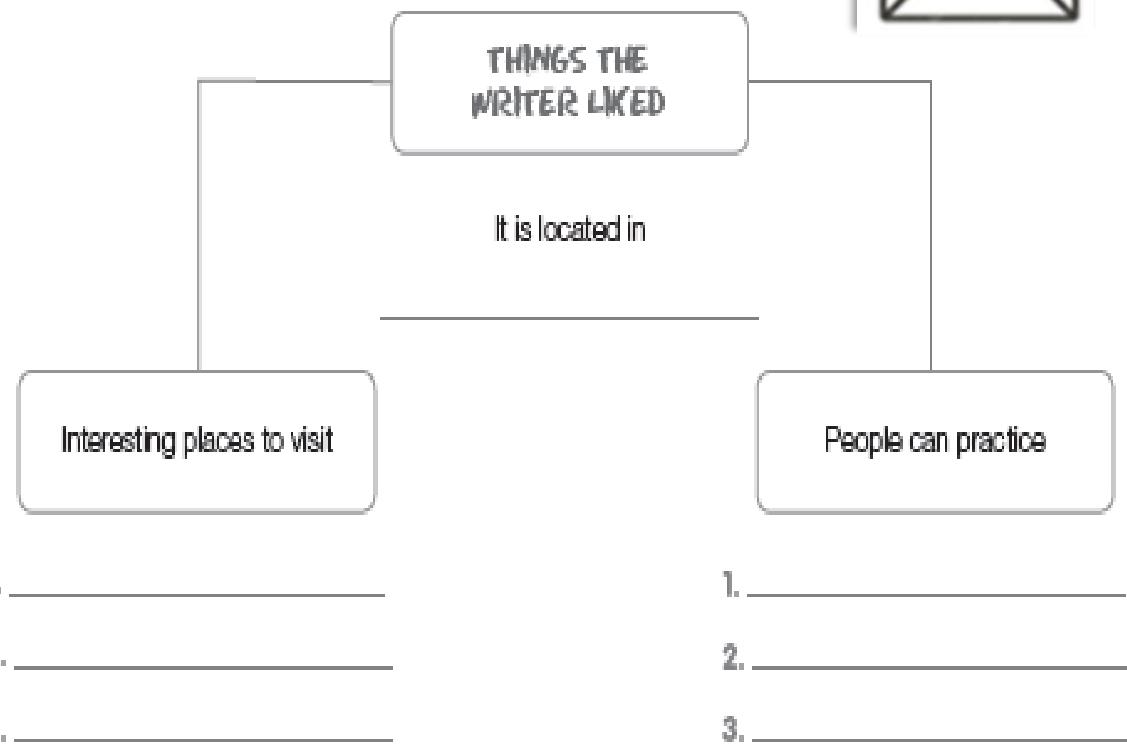 THINGS THE
WRITER LIKED
It is located in
Interesting places to visit
People can practice
1.
2.
3.